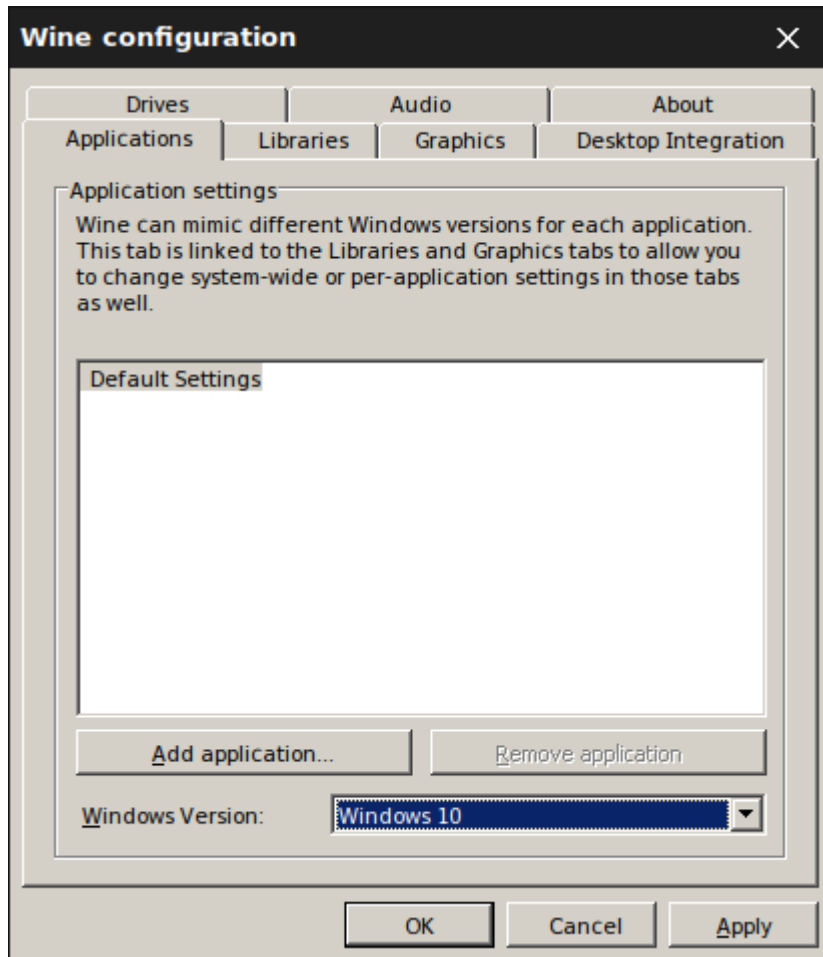 Wine configuration
Drives
Audio
About
Applications
Libraries
Graphics
Desktop Integration
Application settings
Wine can mimic different Windows versions for each application.
This tab is linked to the Libraries and Graphics tabs to allow you
to change system-wide or per-application settings in those tabs
as well.
Default Settings
Add application...
Remove application
Windows Version:
Windows 10
OK
Cancel
Apply